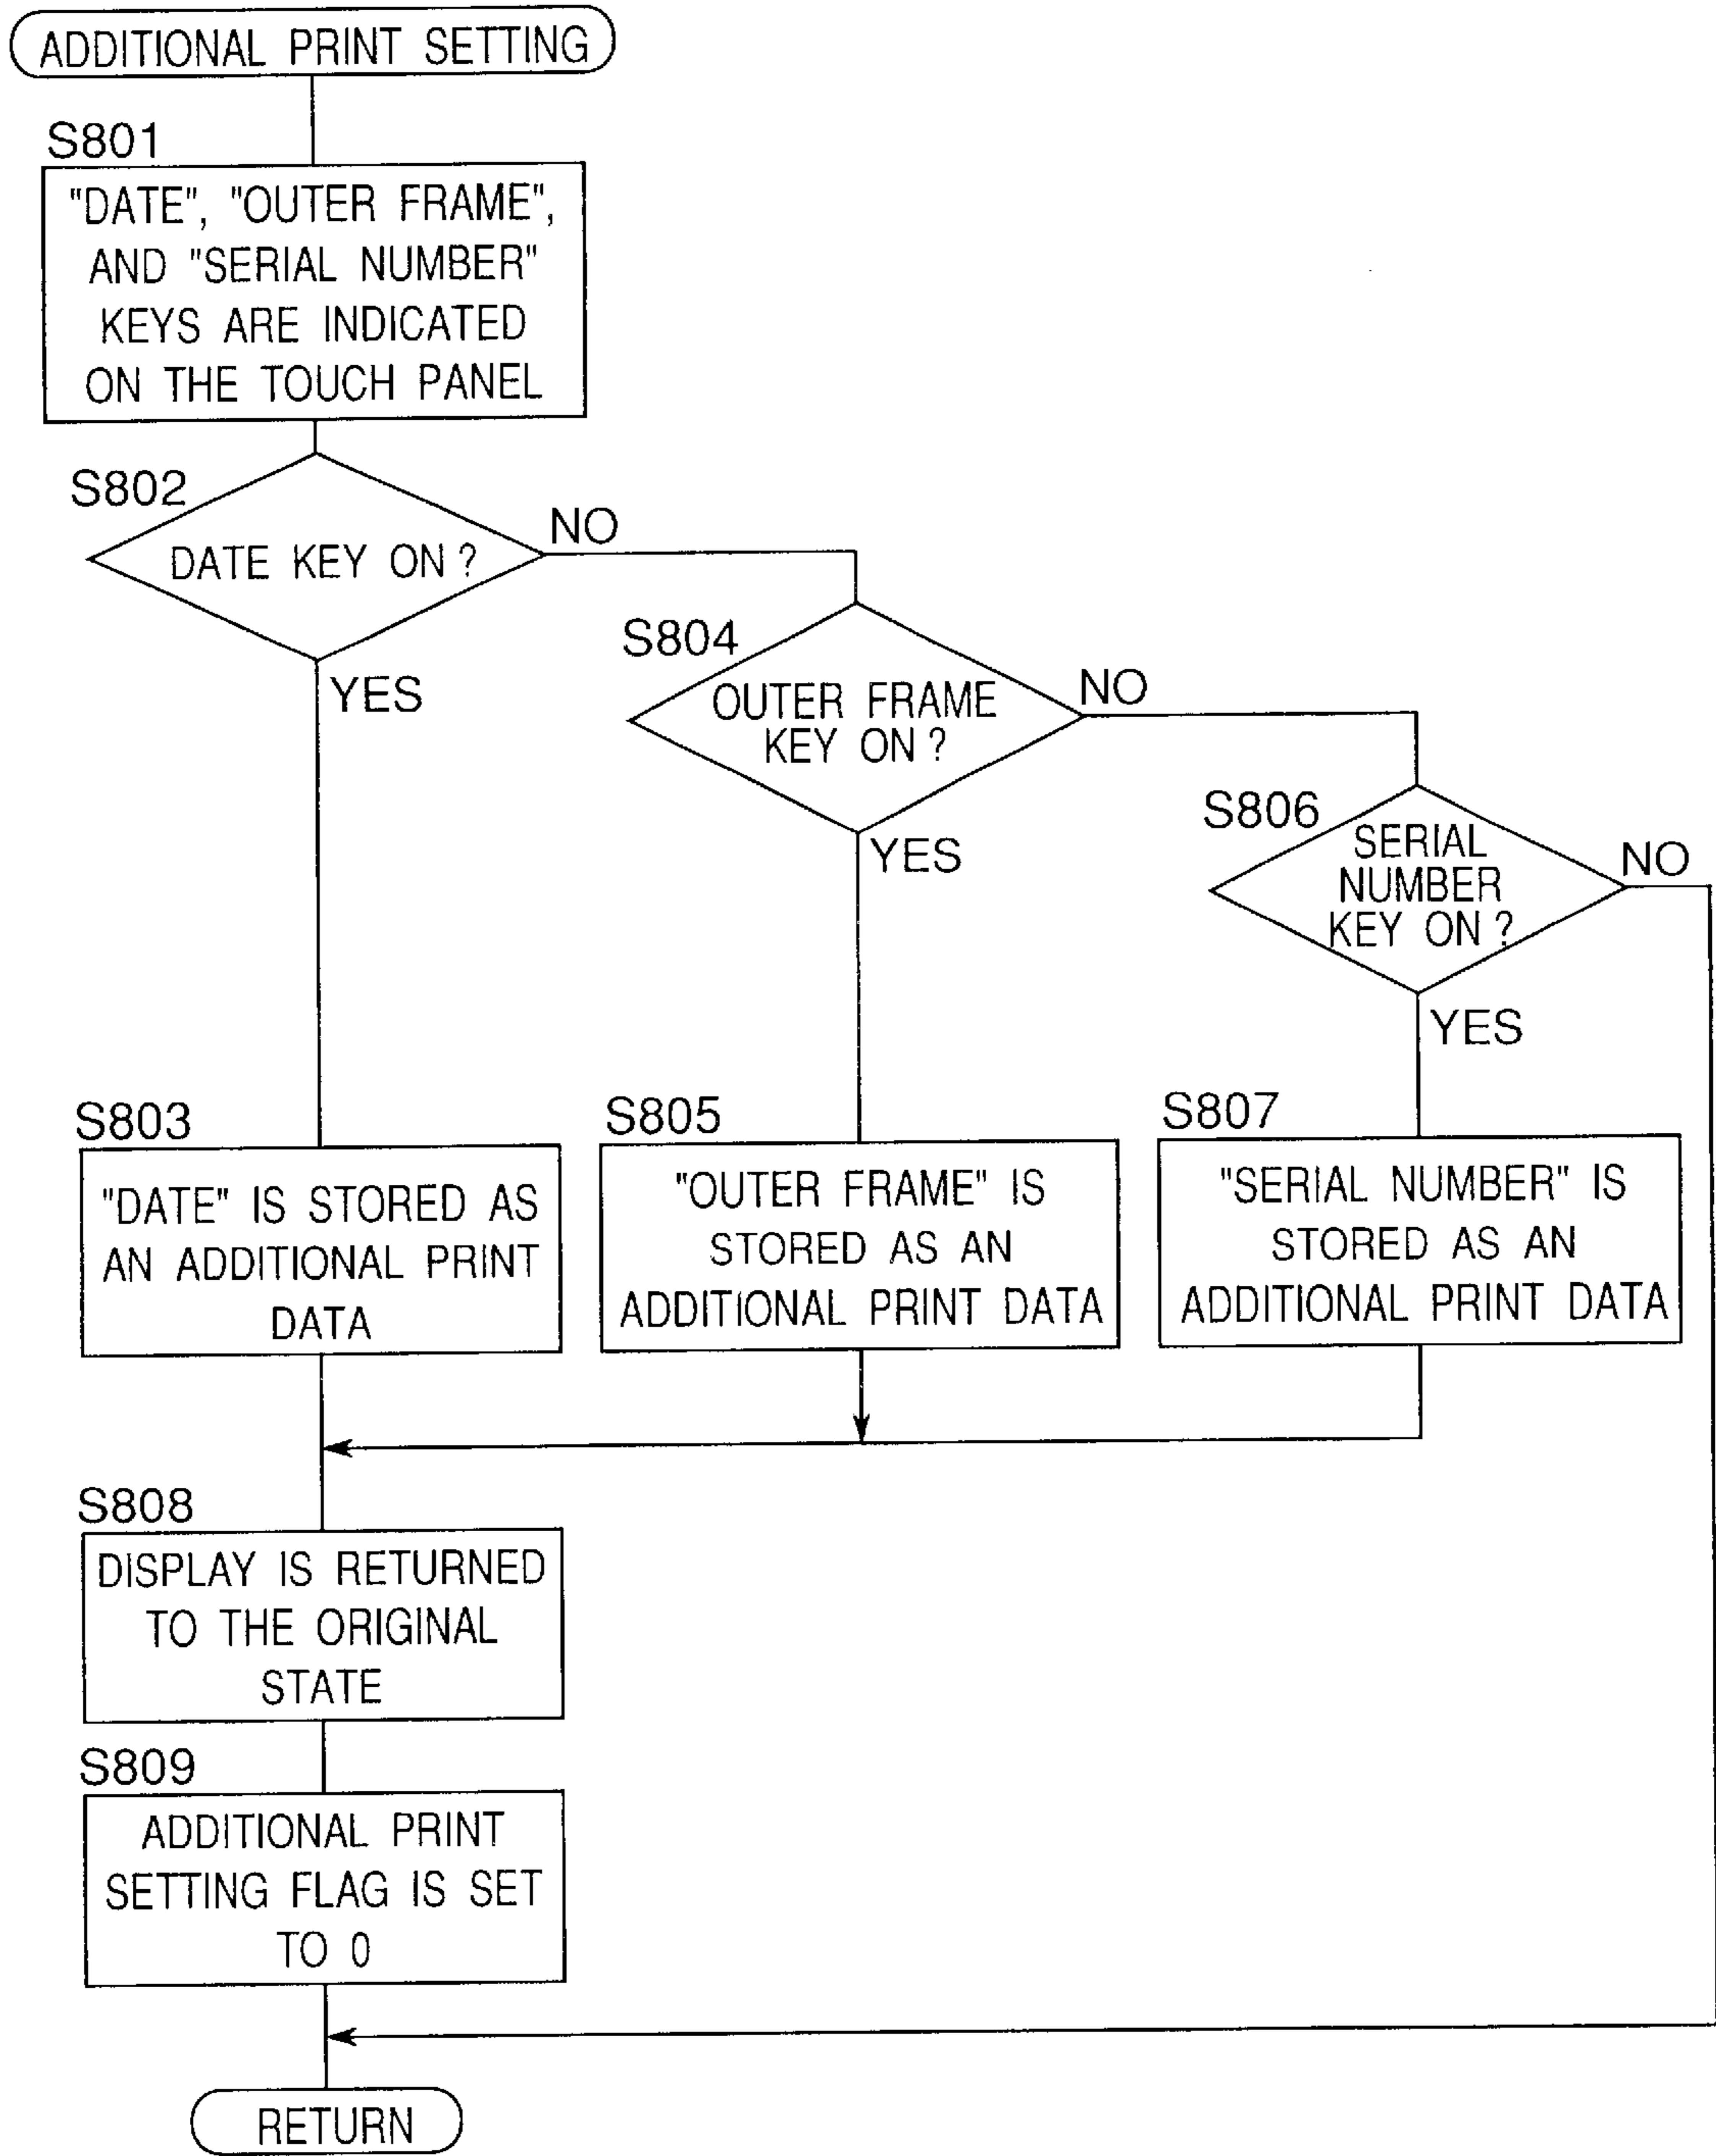 ADDITIONAL PRINT SETTING
S801
"DATE", "OUTER FRAME",
AND "SERIAL NUMBER"
KEYS ARE INDICATED
ON THE TOUCH PANEL
S802
DATE KEY ON ?
NO
YES
S804
OUTER FRAME
KEY ON ?
NO
YES
S806
SERIAL
NUMBER
KEY ON ?
NO
YES
S803
"DATE" IS STORED AS
AN ADDITIONAL PRINT
DATA
S805
"OUTER FRAME" IS
STORED AS AN
ADDITIONAL PRINT DATA
S807
"SERIAL NUMBER" IS
STORED AS AN
ADDITIONAL PRINT DATA
S808
DISPLAY IS RETURNED
TO THE ORIGINAL
STATE
S809
ADDITIONAL PRINT
SETTING FLAG IS SET
TO 0
RETURN